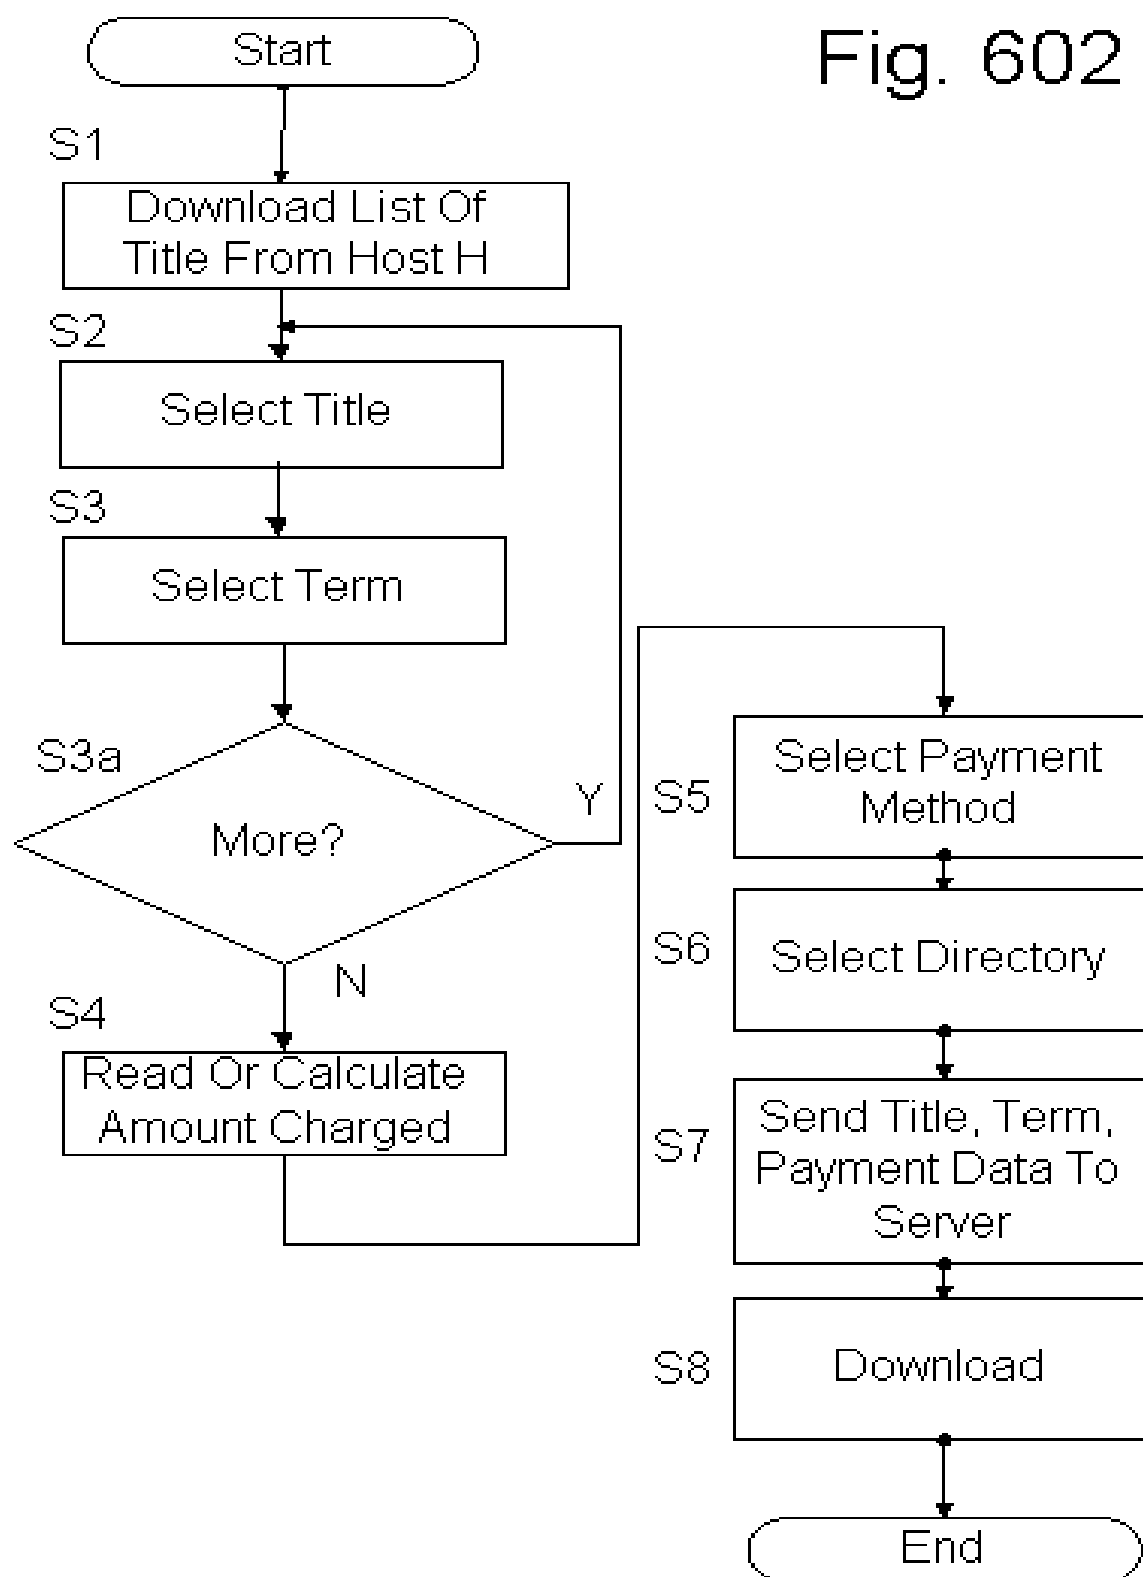 Fig. 602
Start
S1
Download List Of
Title From Host H
S2
Select Title
S3
Select Term
S3a
More?
Y
N
S4
Read Or Calculate
Amount Charged
S5
Select Payment
Method
S6
Select Directory
S7
Send Title, Term,
Payment Data To
Server
S8
Download
End